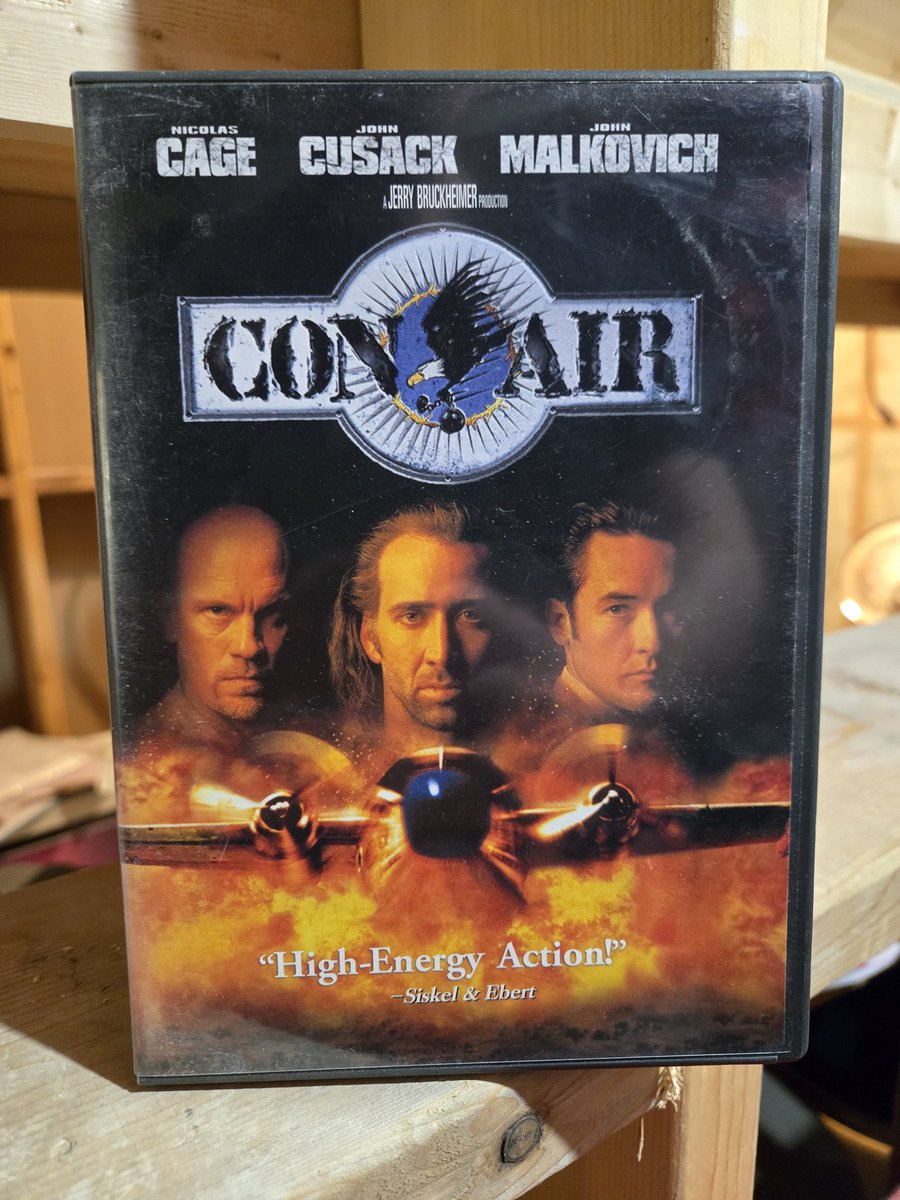 NICOLAS JOHN JOHN
CAGE CUSACK MALKOVICH
A JERRY BRUCKHEIMER PRODUCTION
CON AIR
“High-Energy Action!”
–Siskel & Ebert